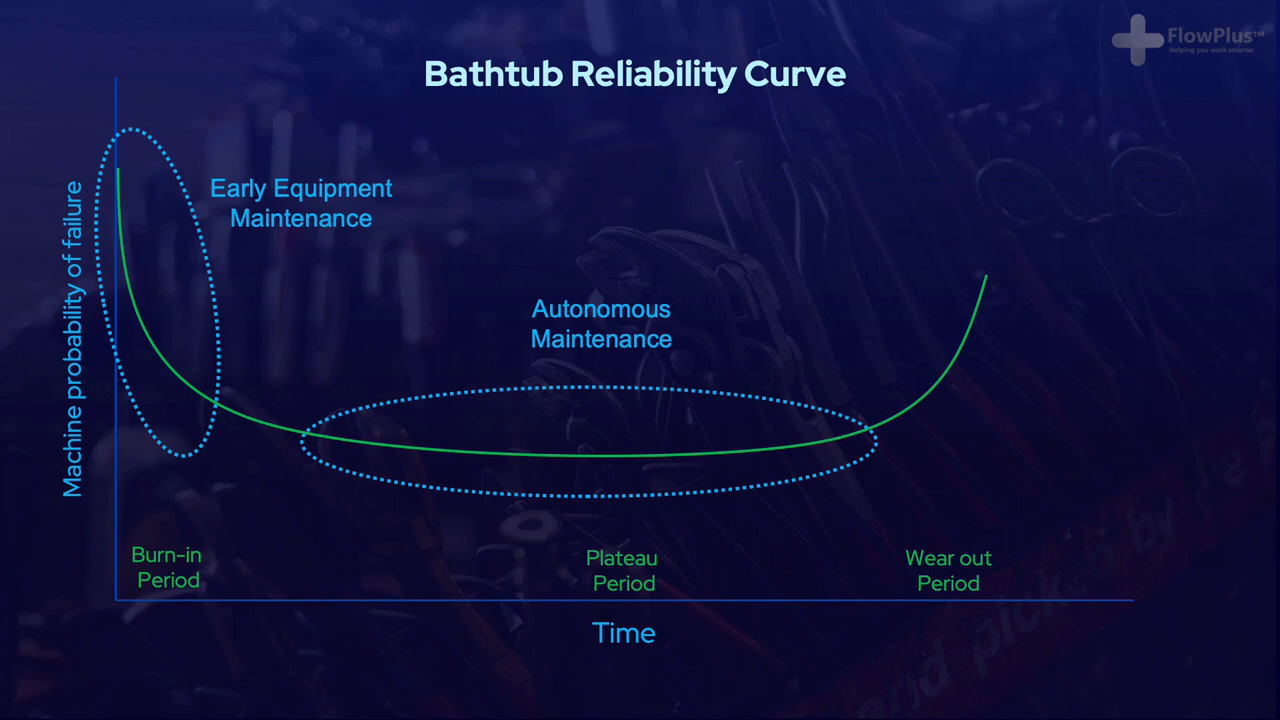 FlowPlus™
Helping you work smarter
Bathtub Reliability Curve
Machine probability of failure
Early Equipment
Maintenance
Autonomous
Maintenance
Burn-in
Period
Plateau
Period
Wear out
Period
Time